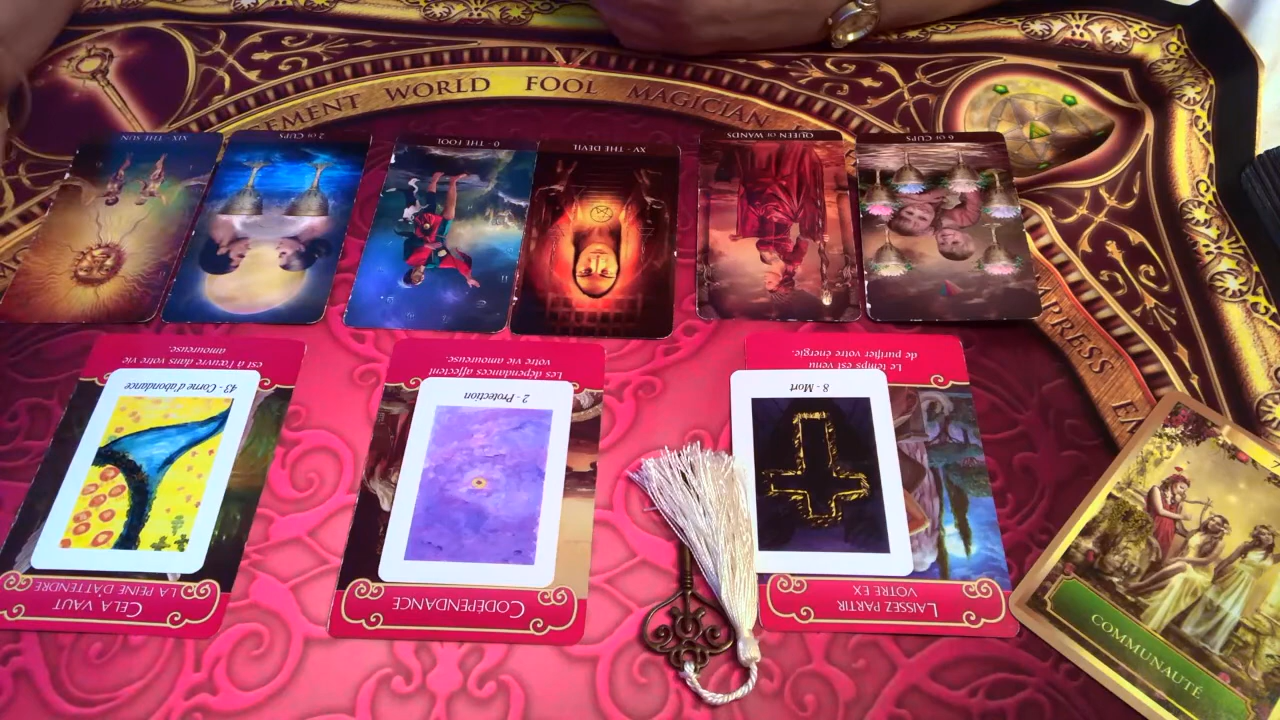 EMENT WORLD FOOL MAGICIAN
XIX - THE SUN
2 OF CUPS
0 - THE FOOL
XV - THE DEVIL
QUEEN OF WANDS
6 OF CUPS
EMPRESS
est à l'œuvre dans votre vie
amoureuse.
43 - Corne d'abondance
CELA VAUT
LA PEINE D'ATTENDRE
Les dépendances affectent
votre vie amoureuse.
2 - Protection
CODÉPENDANCE
Le temps est venu
de purifier votre énergie.
8 - Mort
LAISSEZ PARTIR
VOTRE EX
COMMUNAUTÉ